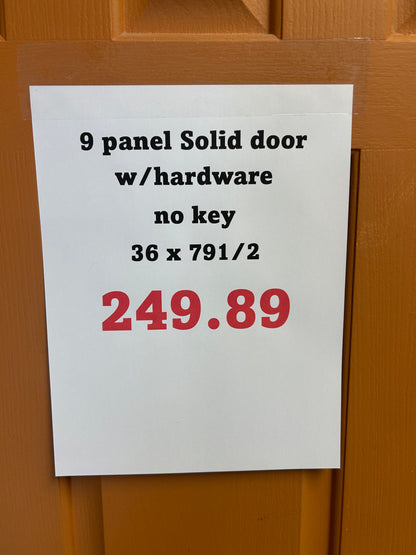 9 panel Solid door
w/hardware
no key
36 x 791/2
249.89